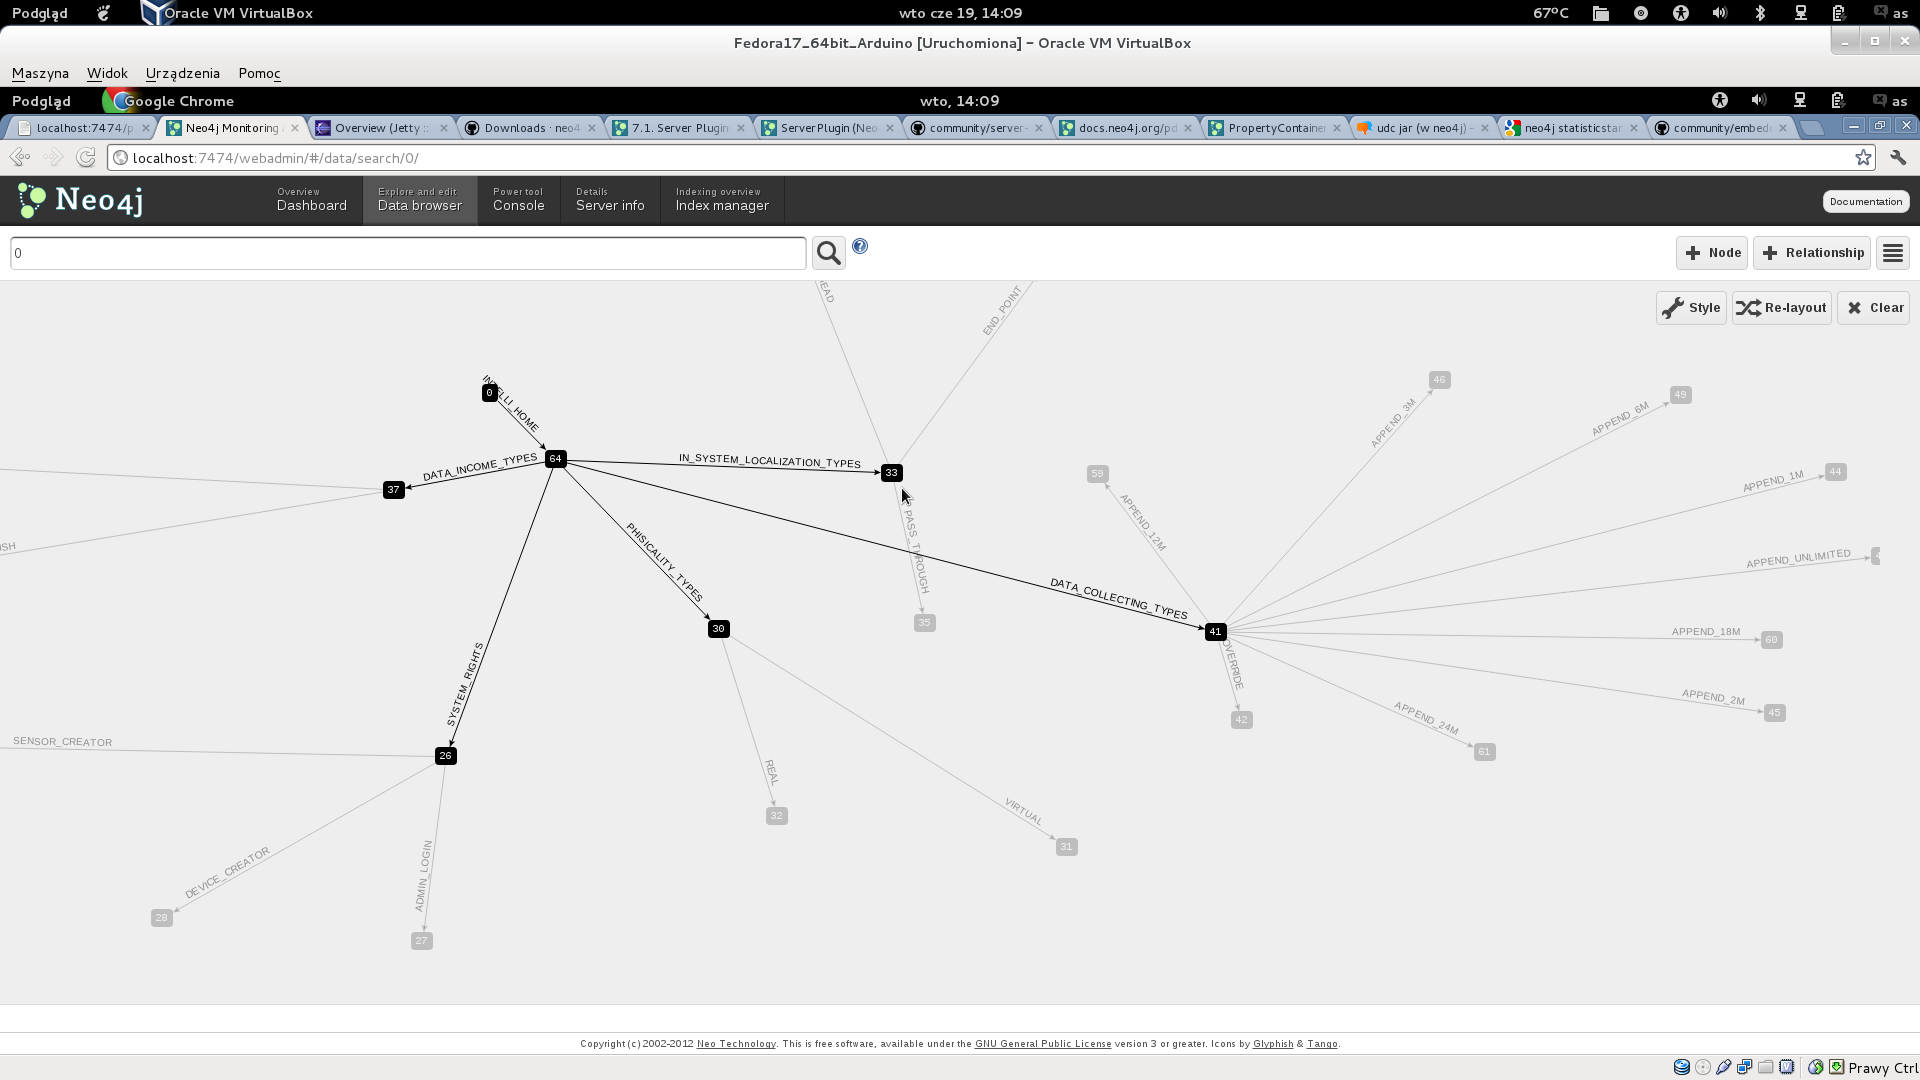 Podgląd Oracle VM VirtualBox wto cze 19, 14:09 67°C as
Fedora17_64bit_Arduino [Uruchomiona] - Oracle VM VirtualBox
Maszyna Widok Urządzenia Pomoc
Podgląd Google Chrome wto, 14:09 as
localhost:7474/p Neo4j Monitoring Overview (Jetty :: Downloads · neo4 7.1. Server Plugin ServerPlugin (Neo community/server- docs.neo4j.org/pd PropertyContaine udc jar (w neo4j) - neo4j statisticstar community/embed
localhost:7474/webadmin/#/data/search/0/
Neo4j
Overview Explore and edit Power tool Details Indexing overview
Dashboard Data browser Console Server info Index manager Documentation
0 Node Relationship
Style Re-layout Clear
EAD END_POINT
INTELLI_HOME 0
46 49
APPEND_3M APPEND_6M
64 DATA_INCOME_TYPES 37
IN_SYSTEM_LOCALIZATION_TYPES 33
59 44
APPEND_12M APPEND_1M
PASS_THROUGH
ISH
PHISICALITY_TYPES
APPEND_UNLIMITED
DATA_COLLECTING_TYPES
35 30 41
APPEND_18M 60
SYSTEM_RIGHTS
OVERRIDE
APPEND_2M 45
42 APPEND_24M 61
SENSOR_CREATOR 26
REAL
32 VIRTUAL 31
DEVICE_CREATOR ADMIN_LOGIN
28 27
Copyright (c) 2002-2012 Neo Technology. This is free software, available under the GNU General Public License version 3 or greater. Icons by Glyphish & Tango.
Prawy Ctrl